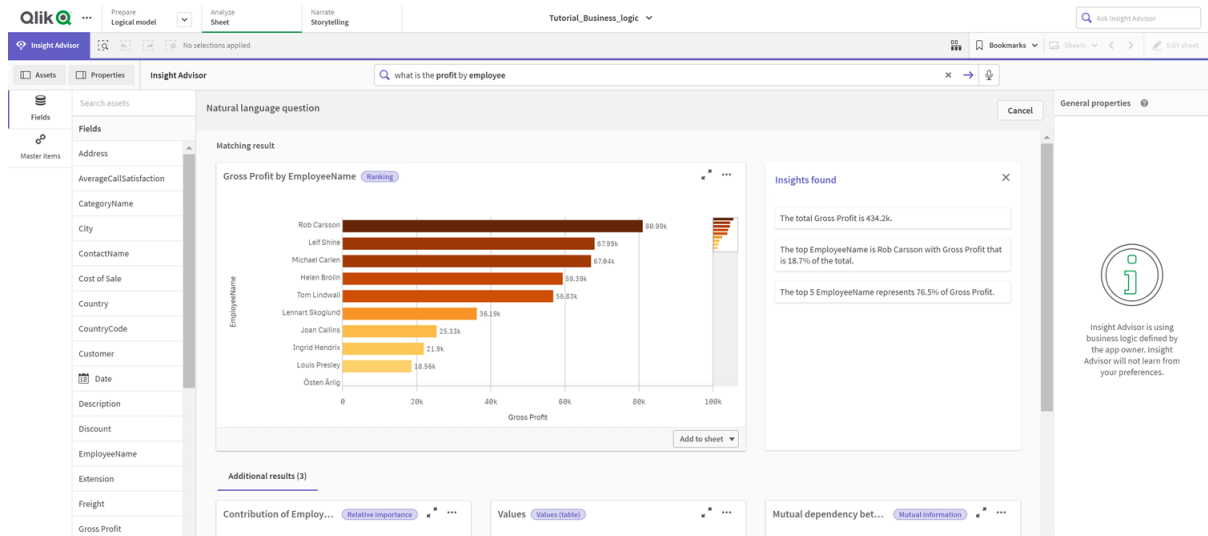 Qlik
Prepare
Logical model
Analyze
Sheet
Narrate
Storytelling
Tutorial_Business_logic
Ask Insight Advisor
Insight Advisor
No selections applied
Bookmarks
Sheets
Edit sheet
Assets
Properties
Insight Advisor
what is the profit by employee
Fields
Master items
Search assets
Fields
Address
AverageCallSatisfaction
CategoryName
City
ContactName
Cost of Sale
Country
CountryCode
Customer
Date
Description
Discount
EmployeeName
Extension
Freight
Gross Profit
Natural language question
Cancel
Matching result
Gross Profit by EmployeeName
Ranking
EmployeeName
Rob Carsson 80.99k
Leif Shine 67.99k
Michael Carlen 67.04k
Helen Brolin 59.39k
Tom Lindwall 56.83k
Lennart Skoglund 36.19k
Joan Callins 25.33k
Ingrid Hendrix 21.9k
Louis Presley 18.56k
Östen Ärlig
0 20k 40k 60k 80k 100k
Gross Profit
Add to sheet
Insights found
The total Gross Profit is 434.2k.
The top EmployeeName is Rob Carsson with Gross Profit that
is 18.7% of the total.
The top 5 EmployeeName represents 76.5% of Gross Profit.
Additional results (3)
Contribution of Employ...
Relative importance
Values
Values (table)
Mutual dependency bet...
Mutual information
General properties
Insight Advisor is using
business logic defined by
the app owner. Insight
Advisor will not learn from
your preferences.